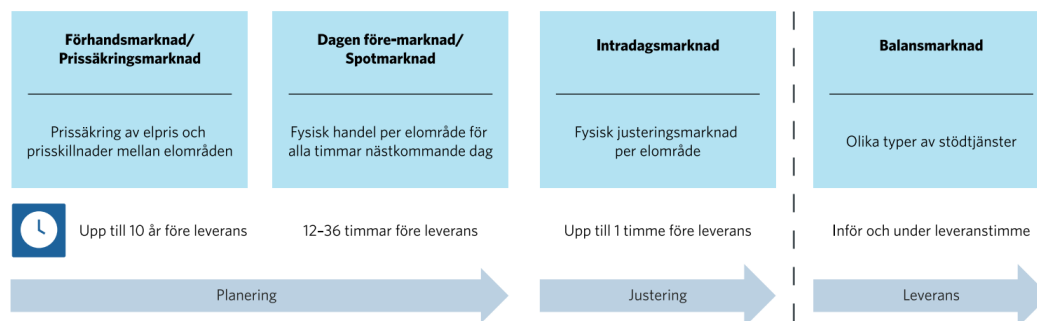 Förhandsmarknad/
Prissäkringsmarknad
Prissäkring av elpris och
prisskillnader mellan elområden
Dagen före-marknad/
Spotmarknad
Fysisk handel per elområde för
alla timmar nästkommande dag
Intradagsmarknad
Fysisk justeringsmarknad
per elområde
Balansmarknad
Olika typer av stödtjänster
Upp till 10 år före leverans
12–36 timmar före leverans
Upp till 1 timme före leverans
Inför och under leveranstimme
Planering
Justering
Leverans